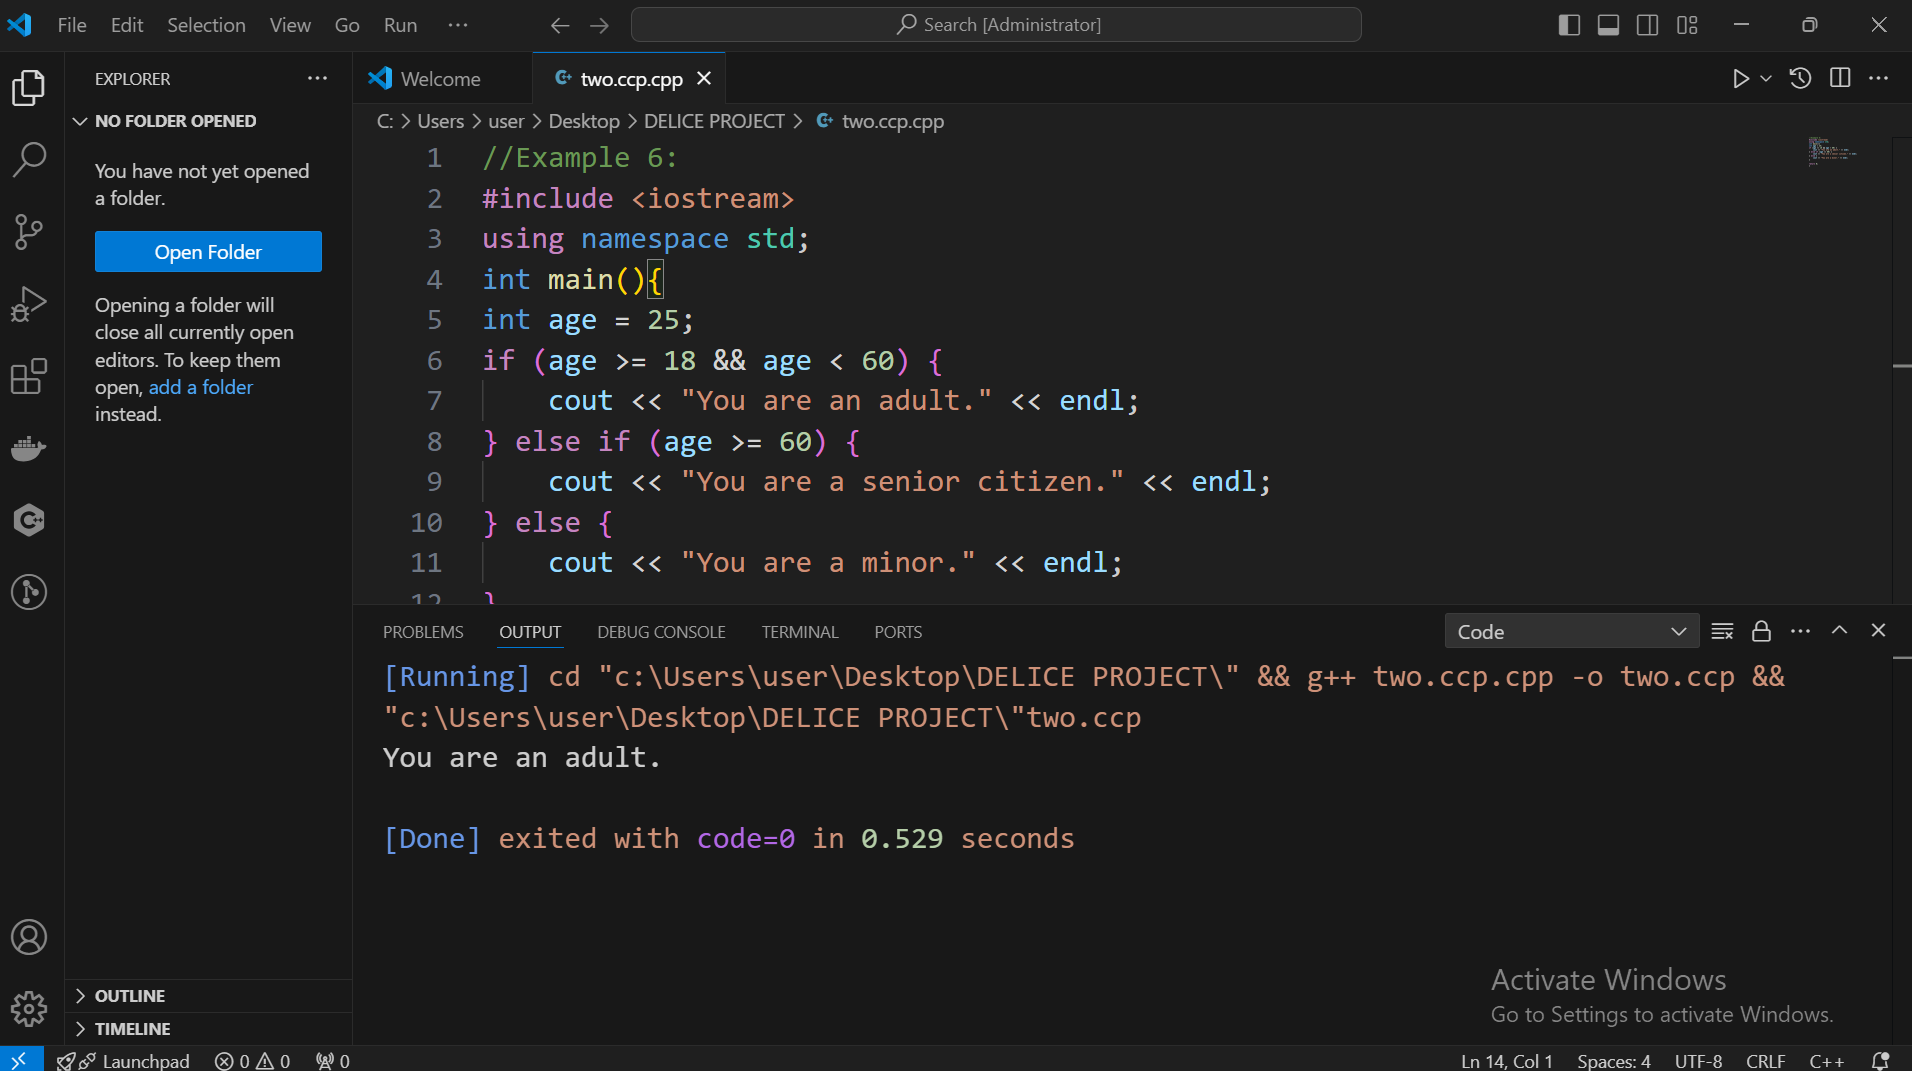 File Edit Selection View Go Run ···
Search [Administrator]
EXPLORER
NO FOLDER OPENED
You have not yet opened
a folder.
Open Folder
Opening a folder will
close all currently open
editors. To keep them
open, add a folder
instead.
OUTLINE
TIMELINE
Welcome
two.ccp.cpp
C: > Users > user > Desktop > DELICE PROJECT > two.ccp.cpp
1 //Example 6:
2 #include <iostream>
3 using namespace std;
4 int main(){
5 int age = 25;
6 if (age >= 18 && age < 60) {
7     cout << "You are an adult." << endl;
8 } else if (age >= 60) {
9     cout << "You are a senior citizen." << endl;
10 } else {
11     cout << "You are a minor." << endl;
12 }
PROBLEMS OUTPUT DEBUG CONSOLE TERMINAL PORTS
Code
[Running] cd "c:\Users\user\Desktop\DELICE PROJECT\" && g++ two.ccp.cpp -o two.ccp &&
"c:\Users\user\Desktop\DELICE PROJECT\"two.ccp
You are an adult.
[Done] exited with code=0 in 0.529 seconds
Activate Windows
Go to Settings to activate Windows.
Launchpad 0 0 0
Ln 14, Col 1 Spaces: 4 UTF-8 CRLF C++